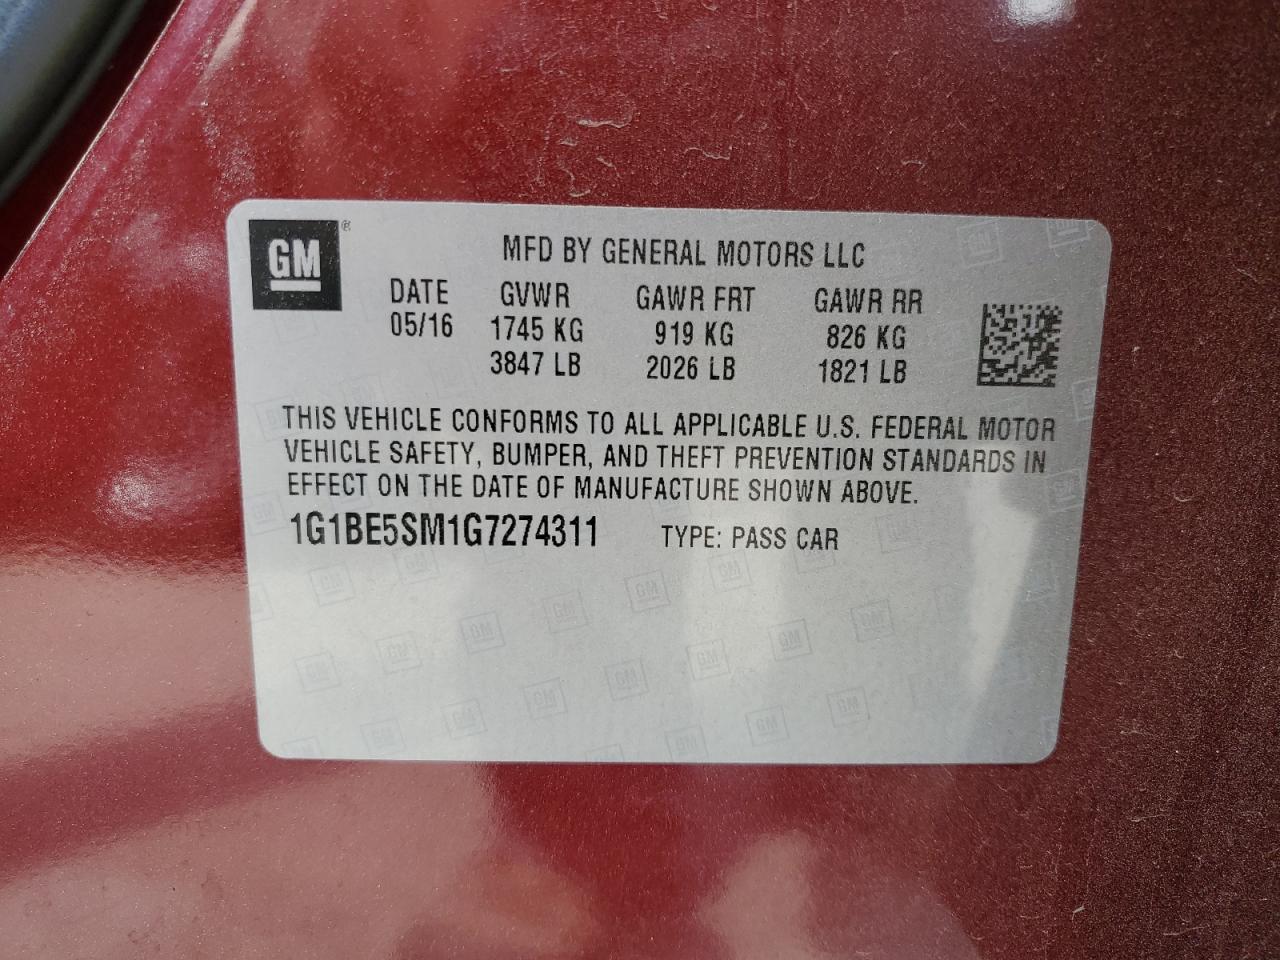 GM ®
MFD BY GENERAL MOTORS LLC
DATE GVWR GAWR FRT GAWR RR
05/16 1745 KG 919 KG 826 KG
3847 LB 2026 LB 1821 LB
THIS VEHICLE CONFORMS TO ALL APPLICABLE U.S. FEDERAL MOTOR
VEHICLE SAFETY, BUMPER, AND THEFT PREVENTION STANDARDS IN
EFFECT ON THE DATE OF MANUFACTURE SHOWN ABOVE.
1G1BE5SM1G7274311 TYPE: PASS CAR